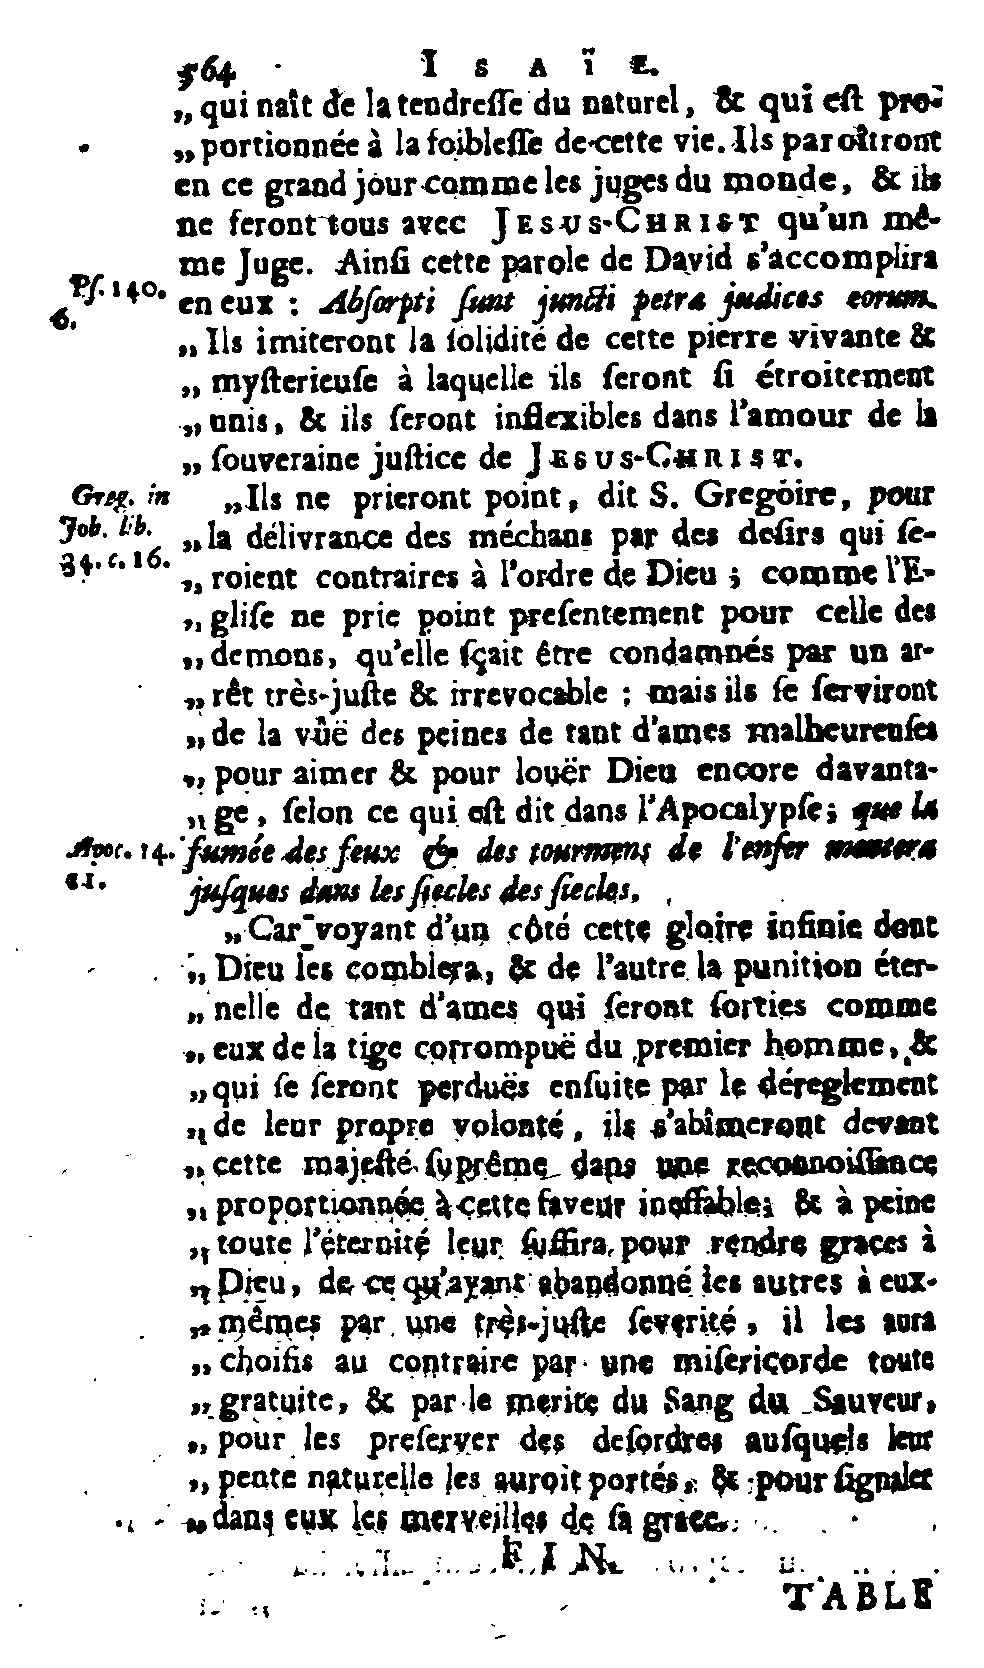 564 ISAÏE.
„ qui naît de la tendresse du naturel, & qui est pro-
„ portionnée à la foiblesse de cette vie. Ils paroîtront
en ce grand jour comme les juges du monde, & ils
ne feront tous avec JESUS-CHRIST qu'un mê-
me Juge. Ainsi cette parole de David s'accomplira
Ps. 140. 6.
en eux : Absorpti sunt juncti petra judices eorum.
„ Ils imiteront la solidité de cette pierre vivante &
„ mysterieuse à laquelle ils seront si étroitement
„ unis, & ils seront inflexibles dans l'amour de la
„ souveraine justice de JESUS-CHRIST.
Greg. in Job. lib. 34. c. 16.
„ Ils ne prieront point, dit S. Gregoire, pour
„ la délivrance des méchans par des desirs qui se-
„ roient contraires à l'ordre de Dieu ; comme l'E-
„ glise ne prie point presentement pour celle des
„ demons, qu'elle sçait être condamnés par un ar-
„ rêt très-juste & irrevocable ; mais ils se serviront
„ de la vûë des peines de tant d'ames malheureuses
„ pour aimer & pour louër Dieu encore davanta-
„ ge, selon ce qui est dit dans l'Apocalypse; que la
Apoc. 14. 11.
fumée des feux & des tourmens de l'enfer montera
jusques dans les siecles des siecles.
„ Car voyant d'un côté cette gloire infinie dont
„ Dieu les comblera, & de l'autre la punition éter-
„ nelle de tant d'ames qui seront sorties comme
„ eux de la tige corrompuë du premier homme, &
„ qui se seront perduës ensuite par le déreglement
„ de leur propre volonté, ils s'abîmeront devant
„ cette majesté suprême dans une reconnoissance
„ proportionnée à cette faveur ineffable; & à peine
„ toute l'éternité leur suffira pour rendre graces à
„ Dieu, de ce qu'ayant abandonné les autres à eux-
„ mêmes par une très-juste severité, il les aura
„ choisis au contraire par une misericorde toute
„ gratuite, & par le merite du Sang du Sauveur,
„ pour les preserver des desordres ausquels leur
„ pente naturelle les auroit portés, & pour signaler
„ dans eux les merveilles de sa grace.
FIN.
TABLE